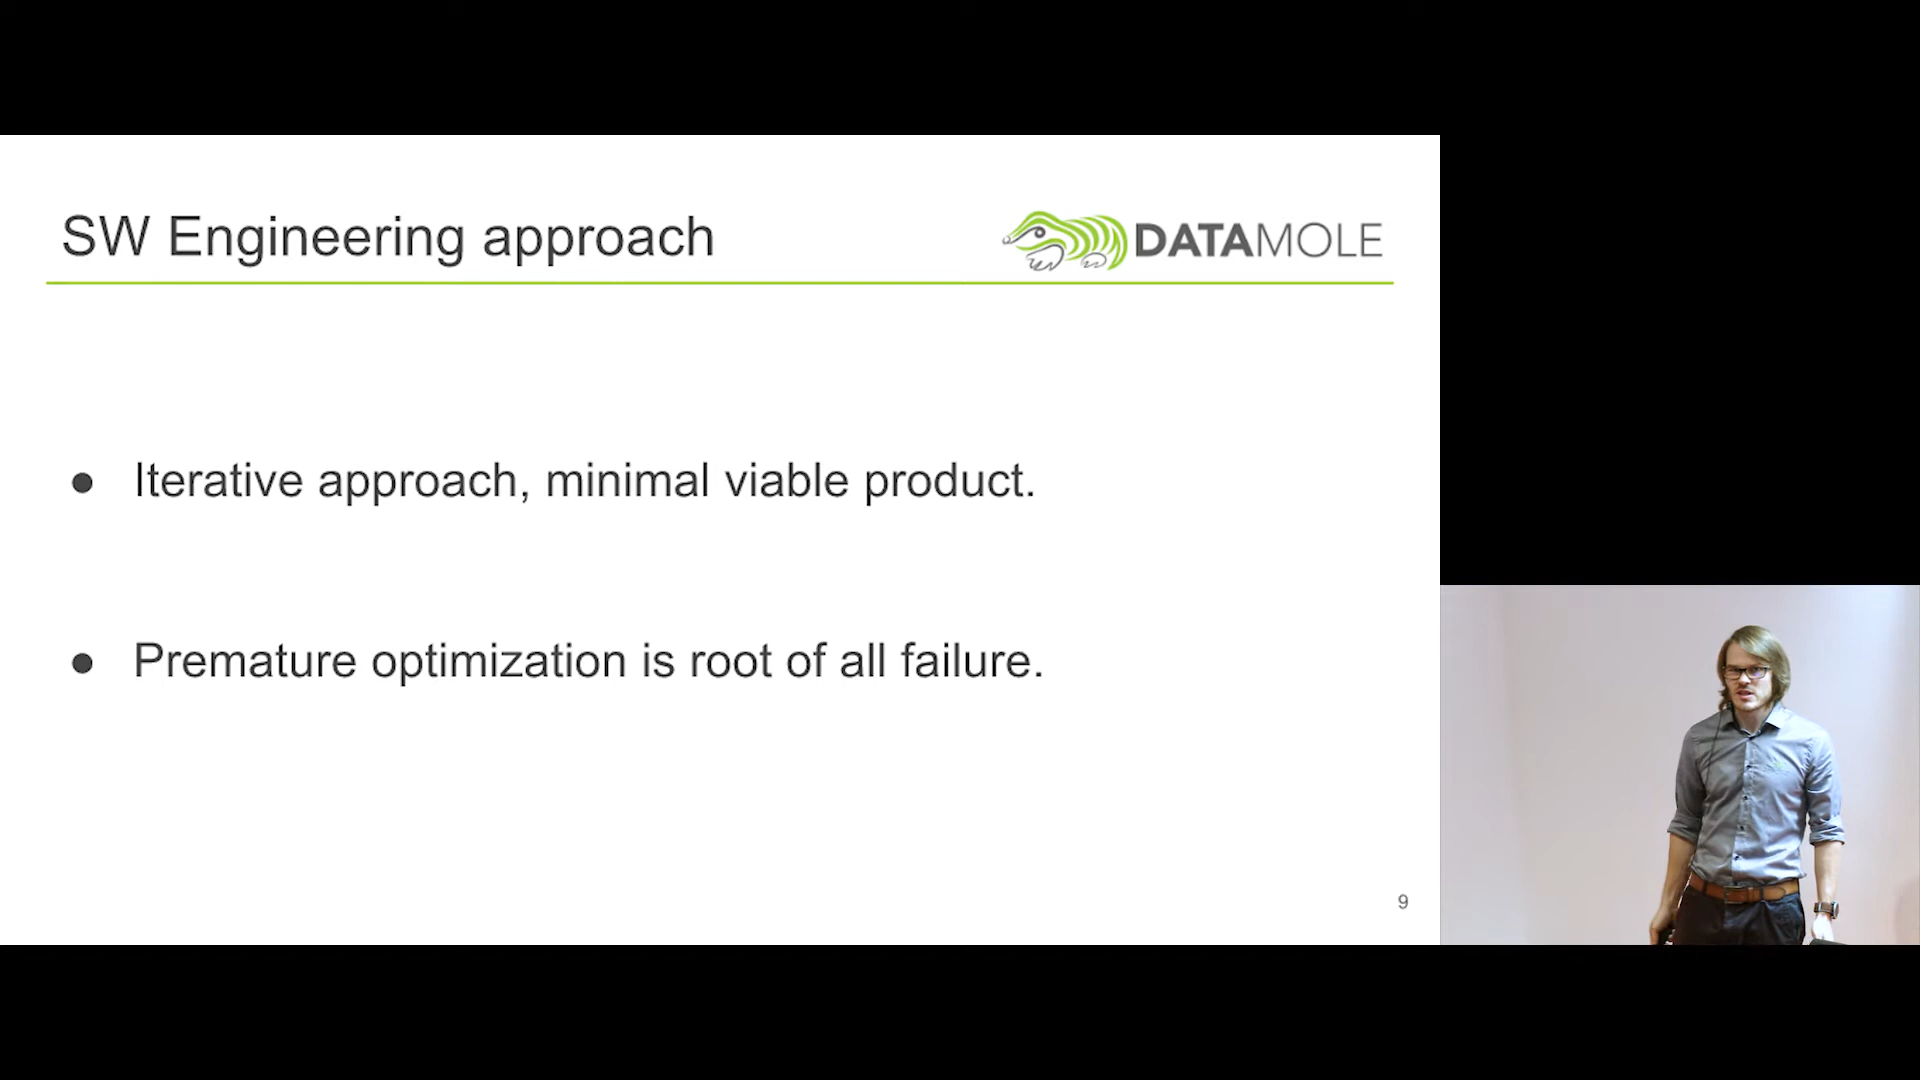 SW Engineering approach
DATAMOLE
● Iterative approach, minimal viable product.
● Premature optimization is root of all failure.
9